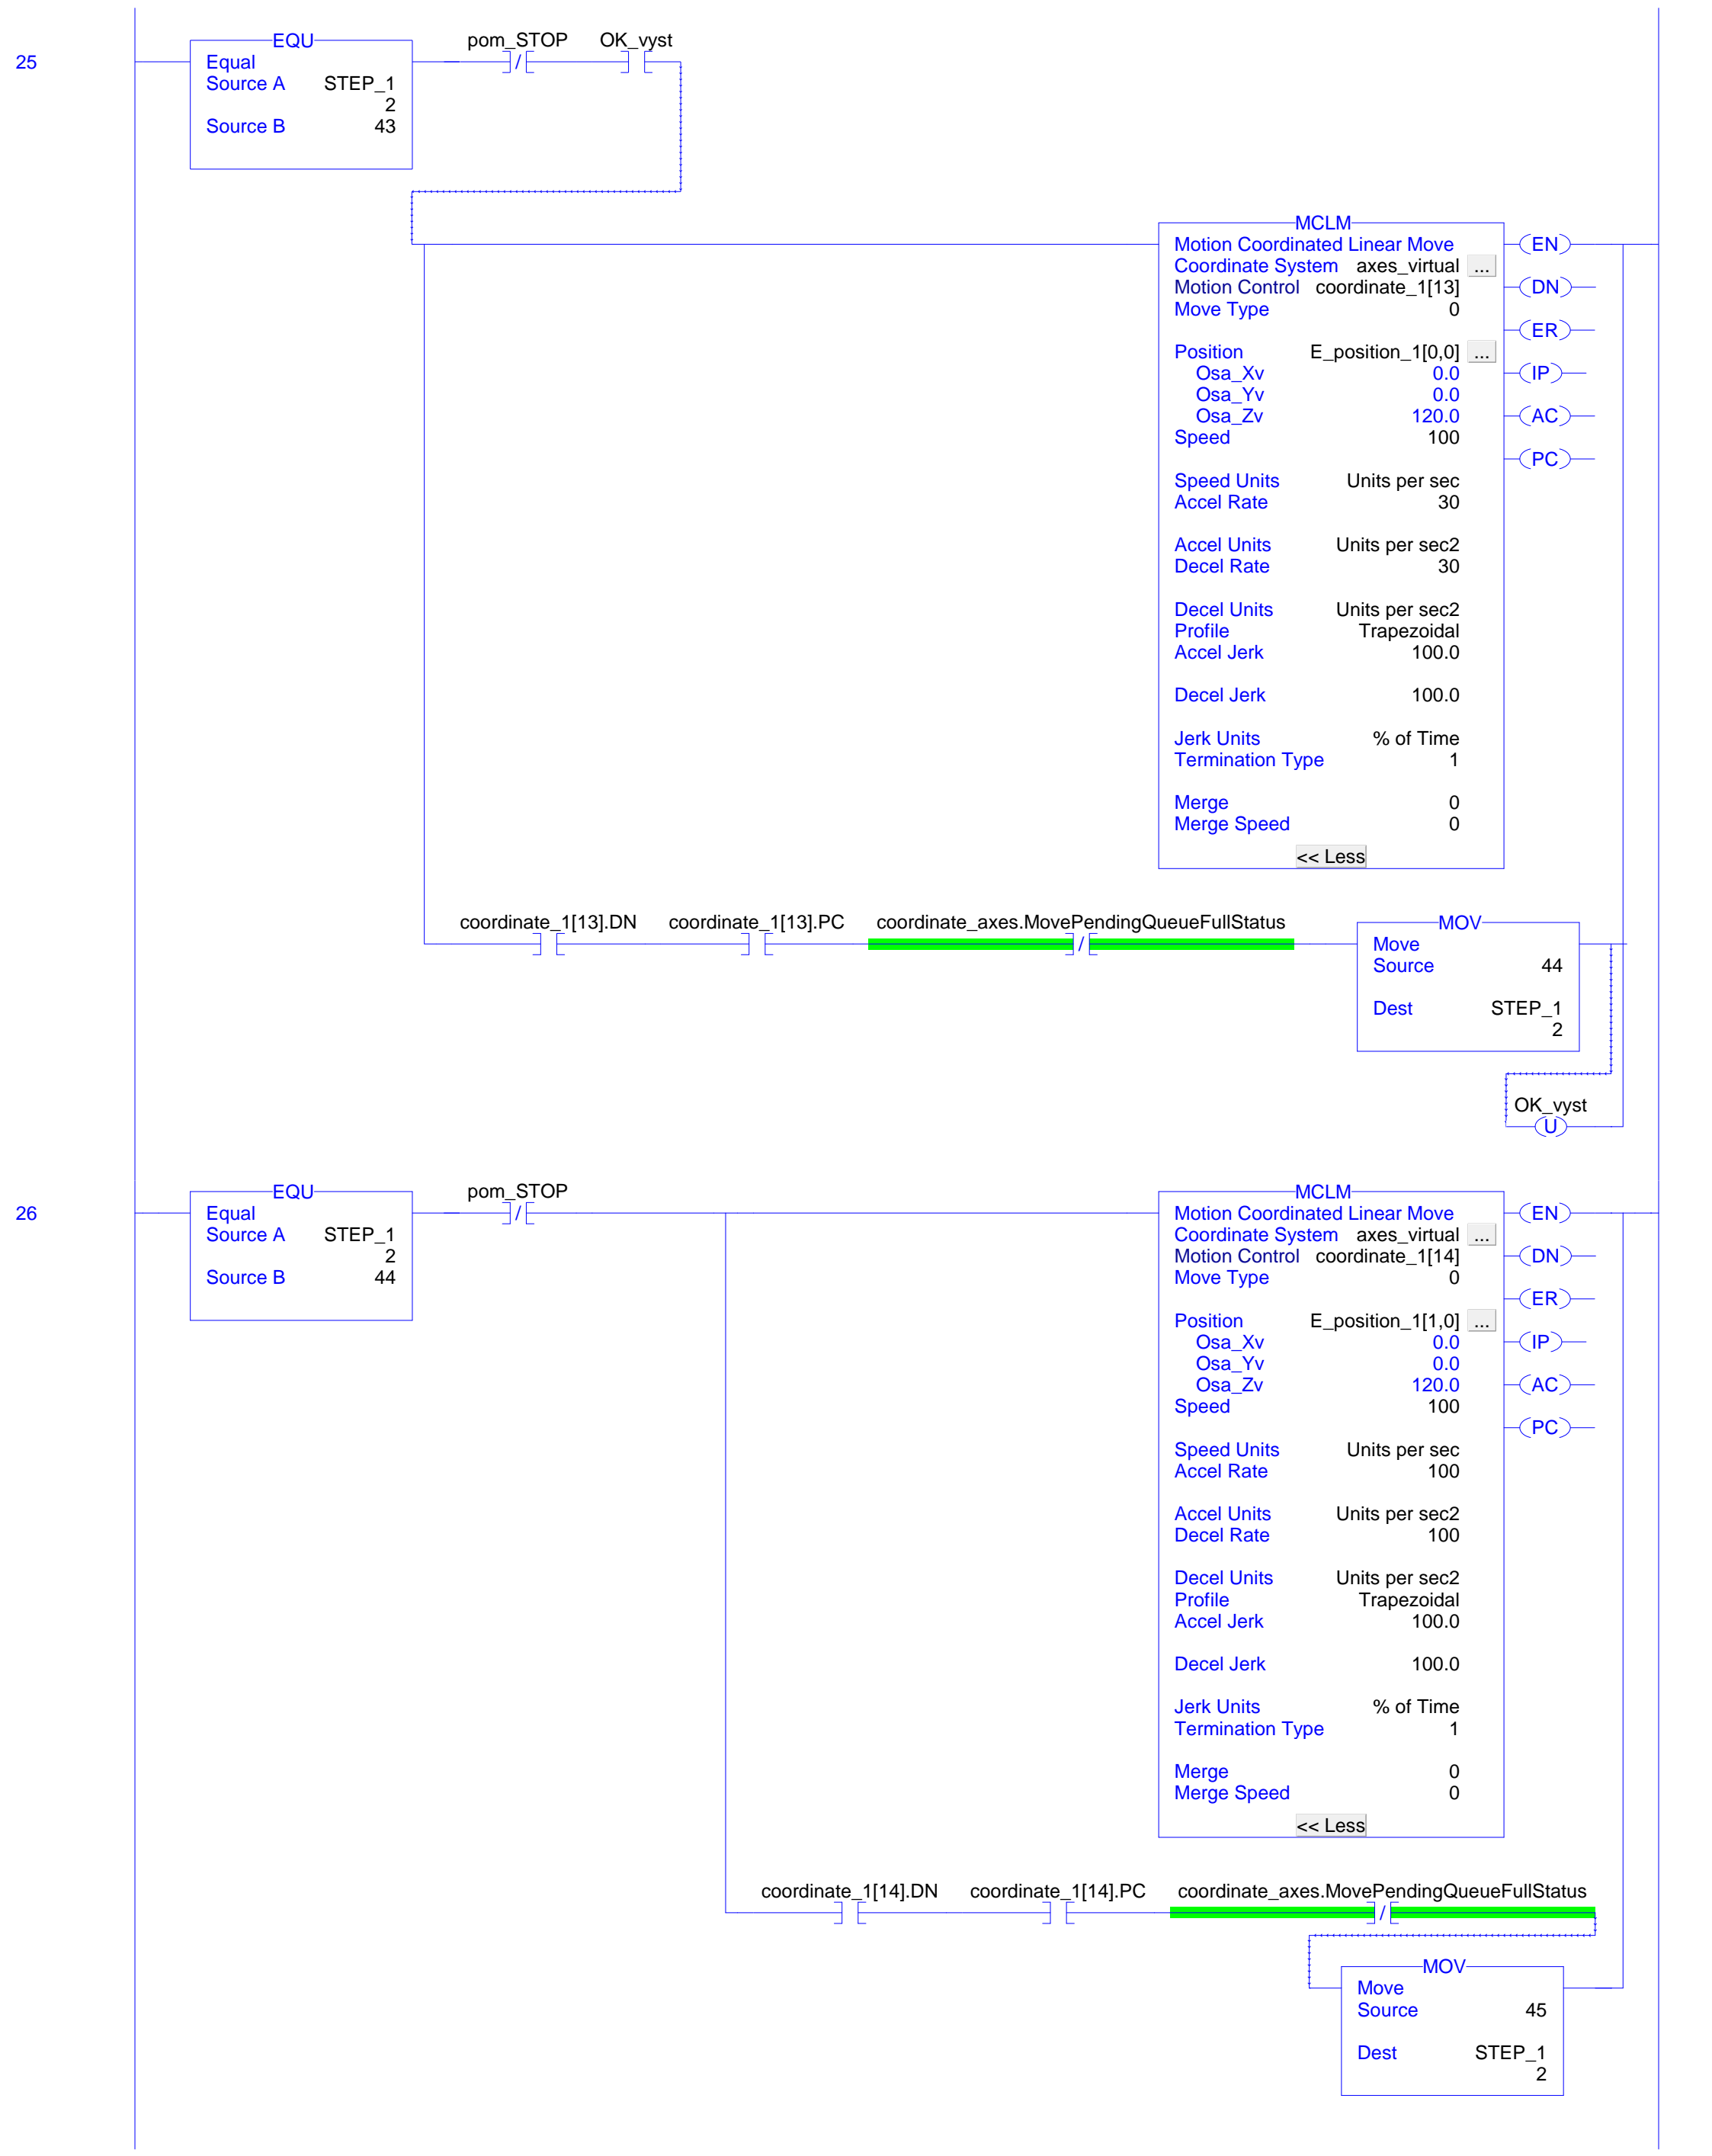 25
EQU
Equal
Source A STEP_1
2
Source B 43
pom_STOP OK_vyst
MCLM
Motion Coordinated Linear Move
Coordinate System axes_virtual ...
Motion Control coordinate_1[13]
Move Type 0
Position E_position_1[0,0] ...
Osa_Xv 0.0
Osa_Yv 0.0
Osa_Zv 120.0
Speed 100
Speed Units Units per sec
Accel Rate 30
Accel Units Units per sec2
Decel Rate 30
Decel Units Units per sec2
Profile Trapezoidal
Accel Jerk 100.0
Decel Jerk 100.0
Jerk Units % of Time
Termination Type 1
Merge 0
Merge Speed 0
<< Less
EN
DN
ER
IP
AC
PC
coordinate_1[13].DN coordinate_1[13].PC coordinate_axes.MovePendingQueueFullStatus
/
MOV
Move
Source 44
Dest STEP_1
2
OK_vyst
U
26
EQU
Equal
Source A STEP_1
2
Source B 44
pom_STOP
/
MCLM
Motion Coordinated Linear Move
Coordinate System axes_virtual ...
Motion Control coordinate_1[14]
Move Type 0
Position E_position_1[1,0] ...
Osa_Xv 0.0
Osa_Yv 0.0
Osa_Zv 120.0
Speed 100
Speed Units Units per sec
Accel Rate 100
Accel Units Units per sec2
Decel Rate 100
Decel Units Units per sec2
Profile Trapezoidal
Accel Jerk 100.0
Decel Jerk 100.0
Jerk Units % of Time
Termination Type 1
Merge 0
Merge Speed 0
<< Less
EN
DN
ER
IP
AC
PC
coordinate_1[14].DN coordinate_1[14].PC coordinate_axes.MovePendingQueueFullStatus
/
MOV
Move
Source 45
Dest STEP_1
2